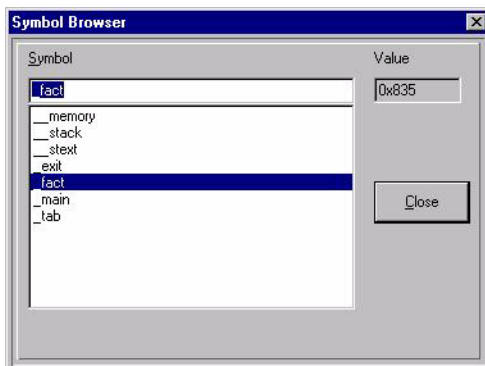 Symbol Browser
Symbol
Value
_fact
0x835
__memory
__stack
__stext
_exit
_fact
_main
_tab
Close